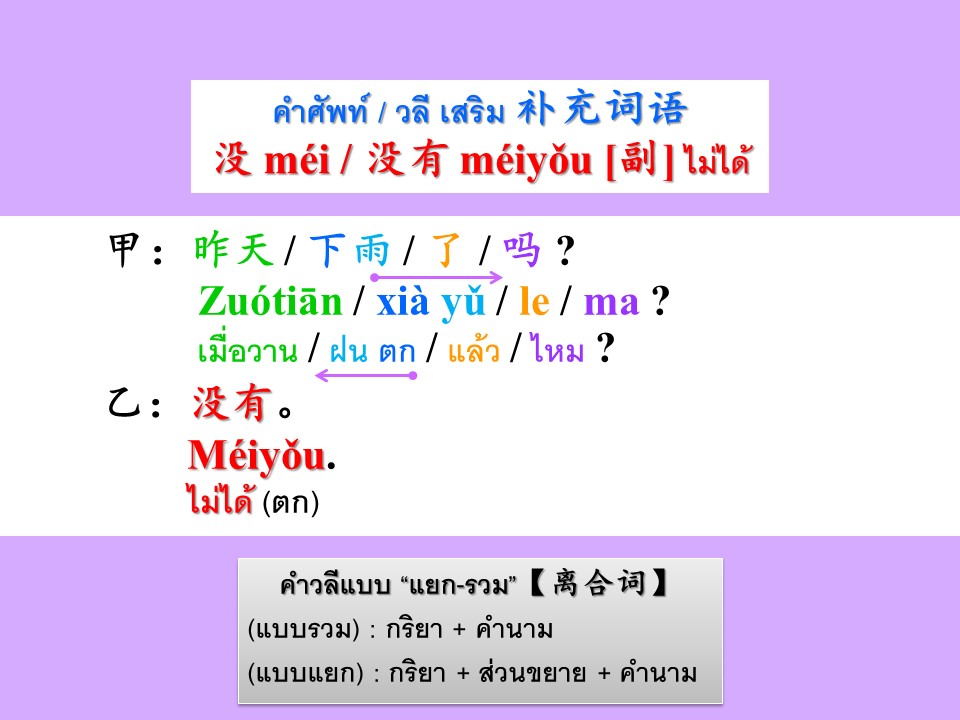 คำศัพท์ / วลี เสริม 补充词语
没 méi / 没有 méiyǒu [副] ไม่ได้
甲：昨天 / 下雨 / 了 / 吗 ?
Zuótiān / xià yǔ / le / ma ?
เมื่อวาน / ฝน ตก / แล้ว / ไหม ?
乙：没有。
Méiyǒu.
ไม่ได้ (ตก)
คำวลีแบบ “แยก-รวม”【离合词】
(แบบรวม) : กริยา + คำนาม
(แบบแยก) : กริยา + ส่วนขยาย + คำนาม